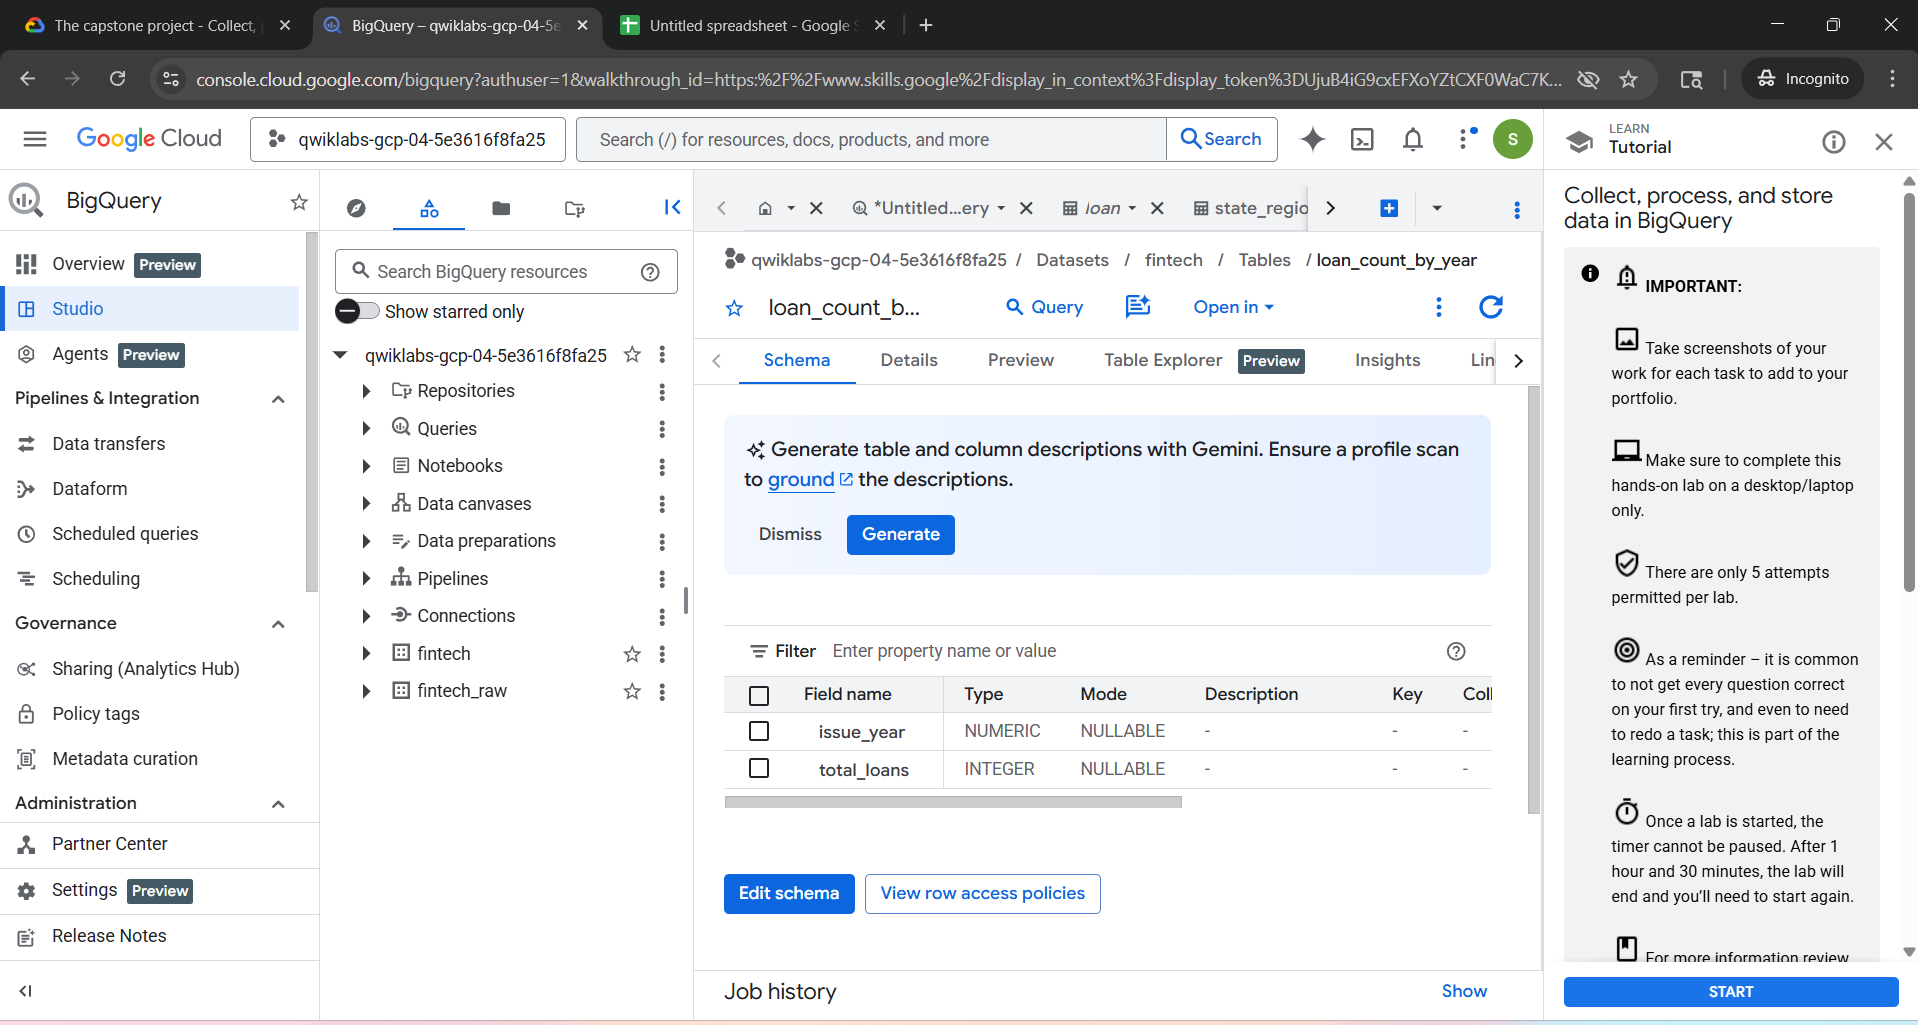 The capstone project - Collect,
BigQuery – qwiklabs-gcp-04-5e
Untitled spreadsheet - Google S
console.cloud.google.com/bigquery?authuser=1&walkthrough_id=https:%2F%2Fwww.skills.google%2Fdisplay_in_context%3Fdisplay_token%3DUjuB4iG9cxEFXoYZtCXF0WaC7K...
Incognito
Google Cloud
qwiklabs-gcp-04-5e3616f8fa25
Search (/) for resources, docs, products, and more
Search
S
LEARN
Tutorial
BigQuery
Overview Preview
Studio
Agents Preview
Pipelines & Integration
Data transfers
Dataform
Scheduled queries
Scheduling
Governance
Sharing (Analytics Hub)
Policy tags
Metadata curation
Administration
Partner Center
Settings Preview
Release Notes
Search BigQuery resources
Show starred only
qwiklabs-gcp-04-5e3616f8fa25
Repositories
Queries
Notebooks
Data canvases
Data preparations
Pipelines
Connections
fintech
fintech_raw
*Untitled...ery
loan
state_regio
qwiklabs-gcp-04-5e3616f8fa25 / Datasets / fintech / Tables / loan_count_by_year
loan_count_b...
Query
Open in
Schema
Details
Preview
Table Explorer Preview
Insights
Lin
Generate table and column descriptions with Gemini. Ensure a profile scan
to ground the descriptions.
Dismiss
Generate
Filter Enter property name or value
Field name Type Mode Description Key Coll
issue_year NUMERIC NULLABLE - - -
total_loans INTEGER NULLABLE - - -
Edit schema
View row access policies
Job history
Show
Collect, process, and store
data in BigQuery
IMPORTANT:
Take screenshots of your
work for each task to add to your
portfolio.
Make sure to complete this
hands-on lab on a desktop/laptop
only.
There are only 5 attempts
permitted per lab.
As a reminder – it is common
to not get every question correct
on your first try, and even to need
to redo a task; this is part of the
learning process.
Once a lab is started, the
timer cannot be paused. After 1
hour and 30 minutes, the lab will
end and you'll need to start again.
For more information review
START